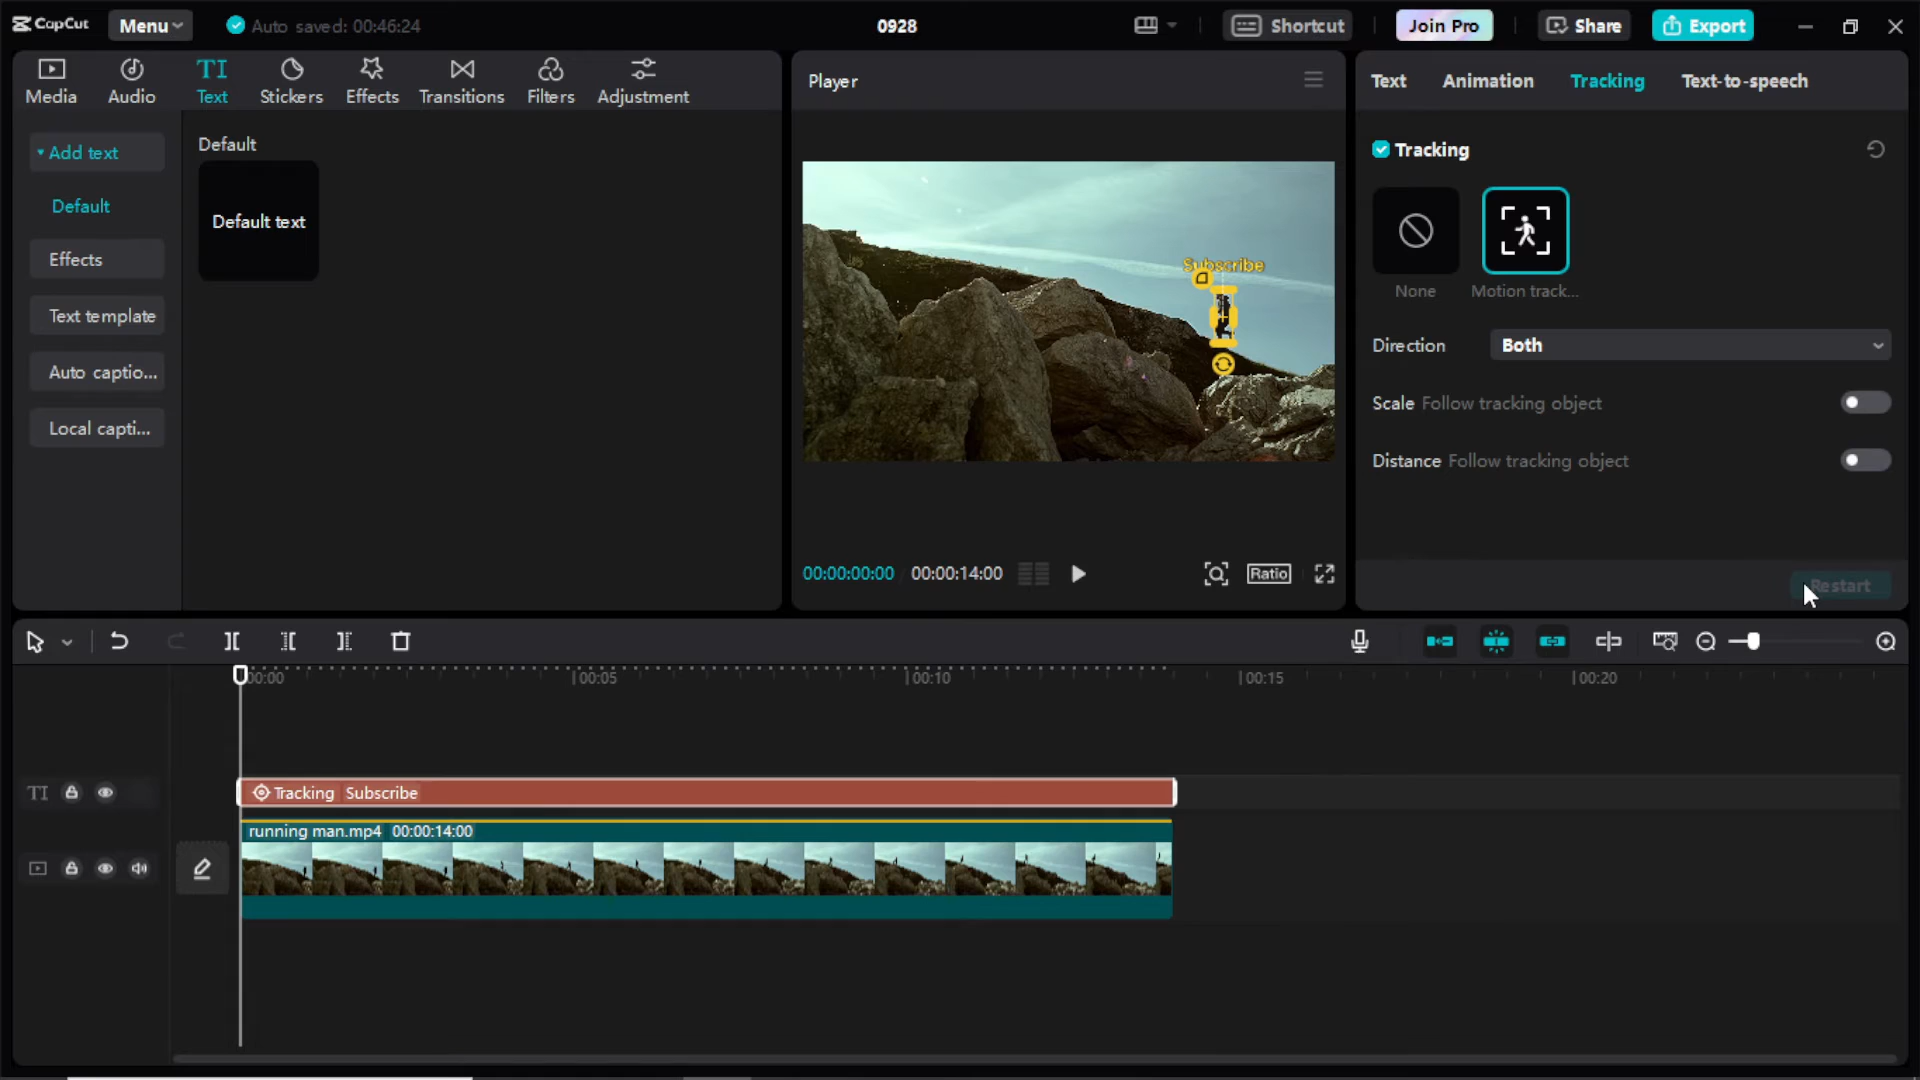 CapCut
Menu
Auto saved: 00:46:24
0928
Shortcut
Join Pro
Share
Export
Media
Audio
TI
Text
Stickers
Effects
Transitions
Filters
Adjustment
Add text
Default
Effects
Text template
Auto captio...
Local capti...
Default
Default text
Player
Subscribe
00:00:00:00
00:00:14:00
Ratio
Text
Animation
Tracking
Text-to-speech
Tracking
None
Motion track...
Direction
Both
Scale Follow tracking object
Distance Follow tracking object
Restart
00:00
00:05
00:10
00:15
00:20
TI
Tracking Subscribe
running man.mp4 00:00:14:00